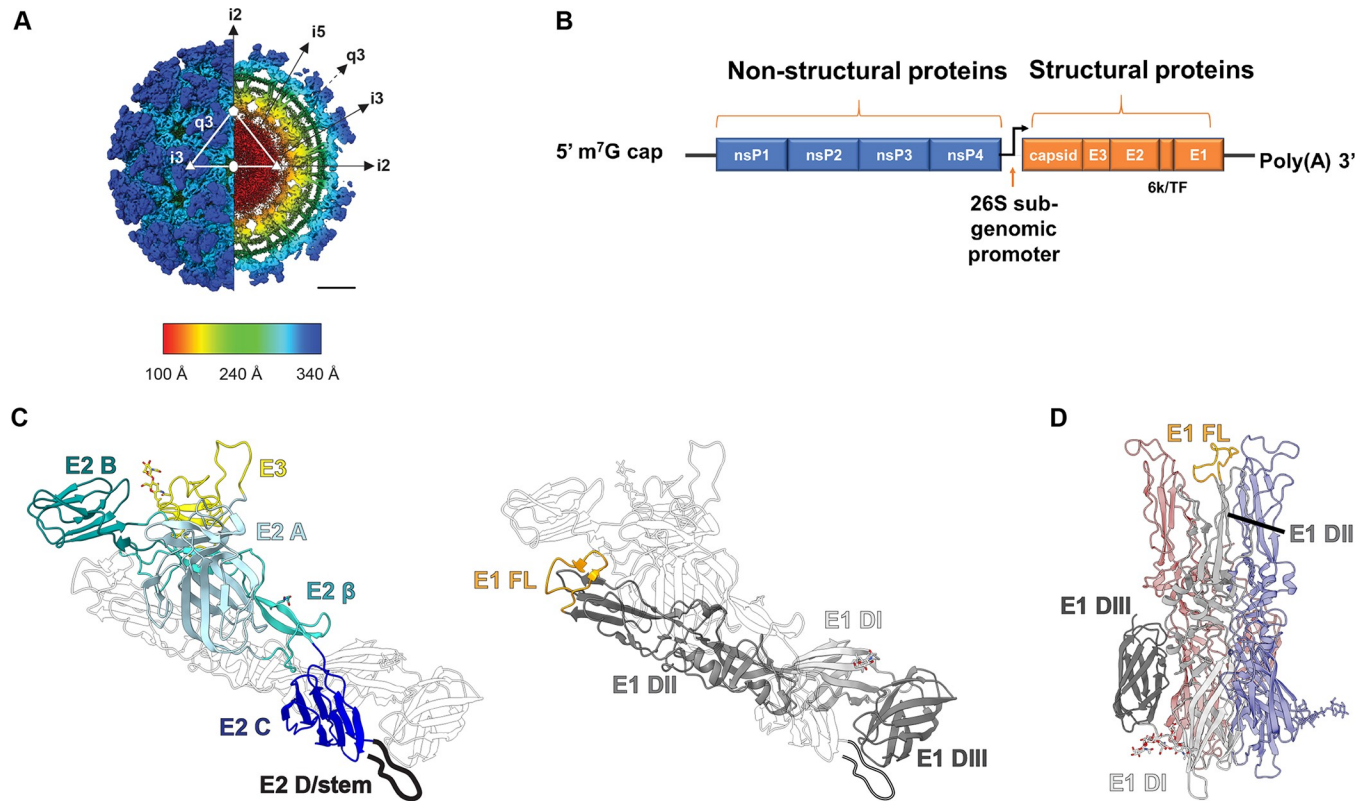 A
i2
i5
q3
i3
q3
i3
i2
100 Å 240 Å 340 Å
B
Non-structural proteins Structural proteins
5’ m⁷G cap nsP1 nsP2 nsP3 nsP4 capsid E3 E2 E1 Poly(A) 3’
6k/TF
26S sub-
genomic
promoter
C
E2 B
E3
E2 A
E2 β
E2 C
E2 D/stem
E1 FL
E1 DI
E1 DII
E1 DIII
D
E1 FL
E1 DII
E1 DIII
E1 DI